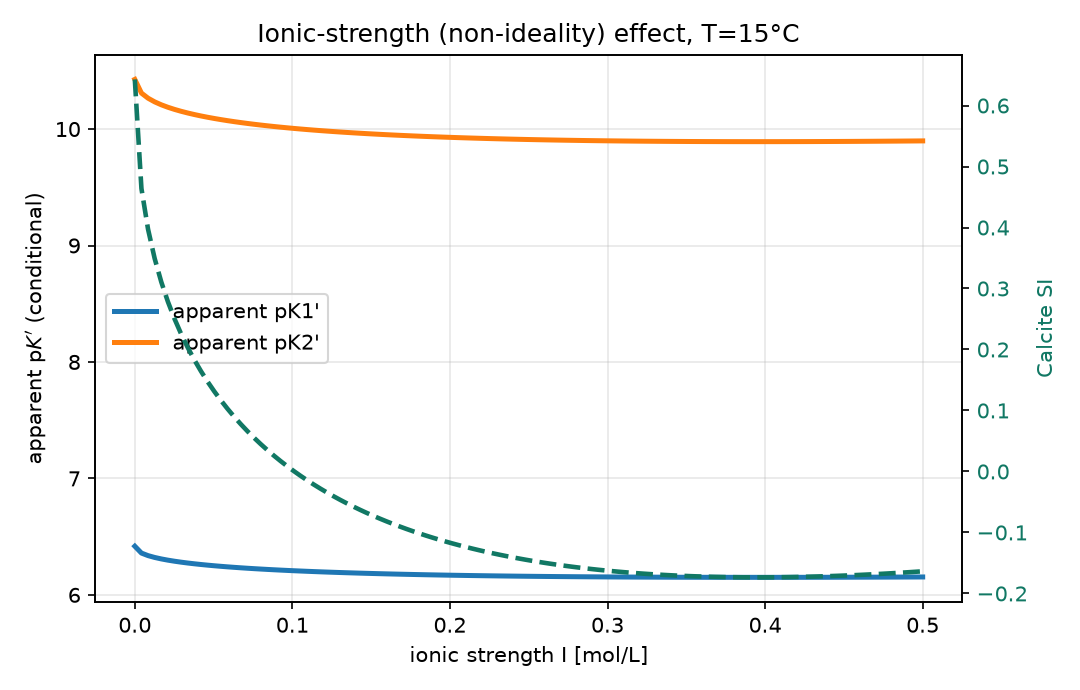 Ionic-strength (non-ideality) effect, T=15°C
apparent pK′ (conditional)
10
9
8
7
6
apparent pK1'
apparent pK2'
0.6
0.5
0.4
0.3
0.2
0.1
0.0
−0.1
−0.2
Calcite SI
0.0 0.1 0.2 0.3 0.4 0.5
ionic strength I [mol/L]